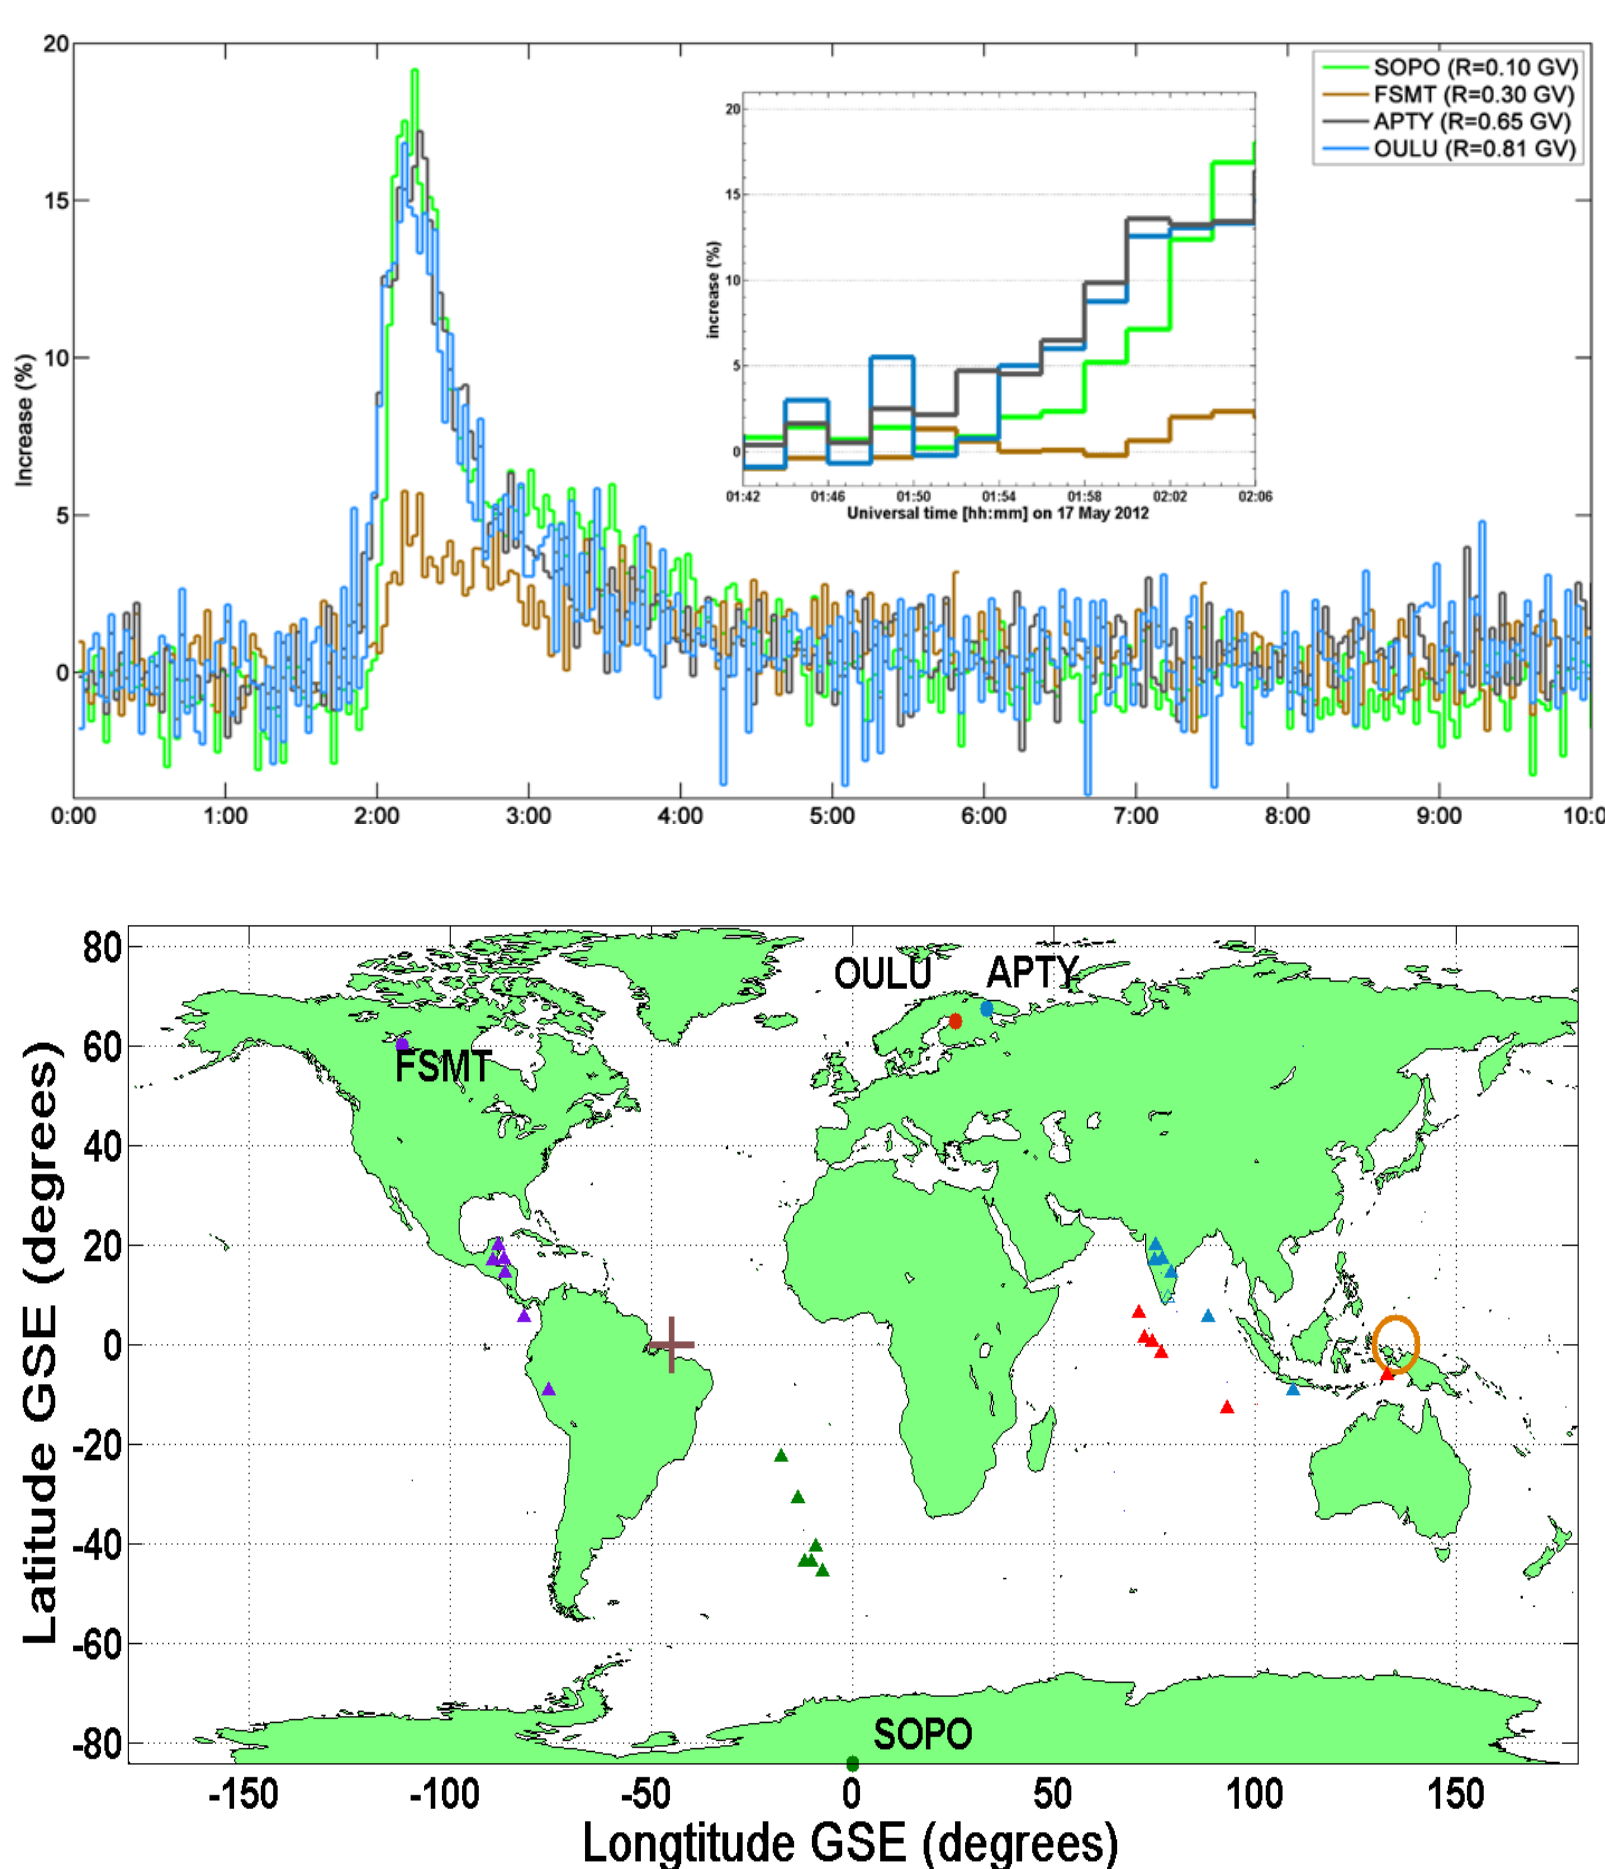 20
15
10
5
0
Increase (%)
0:00 1:00 2:00 3:00 4:00 5:00 6:00 7:00 8:00 9:00 10:0
SOPO (R=0.10 GV)
FSMT (R=0.30 GV)
APTY (R=0.65 GV)
OULU (R=0.81 GV)
20
15
10
5
0
increase (%)
01:42 01:46 01:50 01:54 01:58 02:02 02:06
Universal time [hh:mm] on 17 May 2012
80
60
40
20
0
-20
-40
-60
-80
Latitude GSE (degrees)
OULU APTY
FSMT
SOPO
-150 -100 -50 0 50 100 150
Longtitude GSE (degrees)